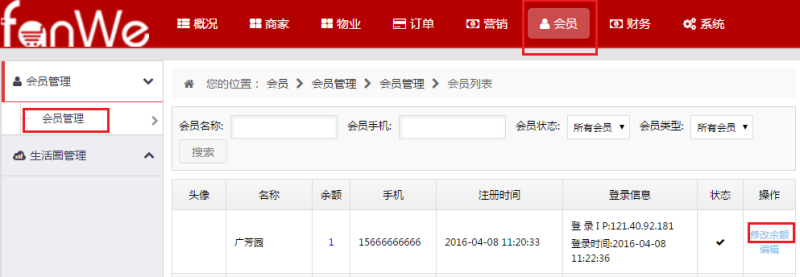 fanWe
概况
商家
物业
订单
营销
会员
财务
系统
会员管理
会员管理
生活圈管理
您的位置： 会员 会员管理 会员管理 会员列表
会员名称:
会员手机:
会员状态: 所有会员
会员类型: 所有会员
搜索
头像 名称 余额 手机 注册时间 登录信息 状态 操作
广芳园 1 15666666666 2016-04-08 11:20:33
登 录 I P:121.40.92.181
登录时间:2016-04-08
11:22:36
修改余额
编辑